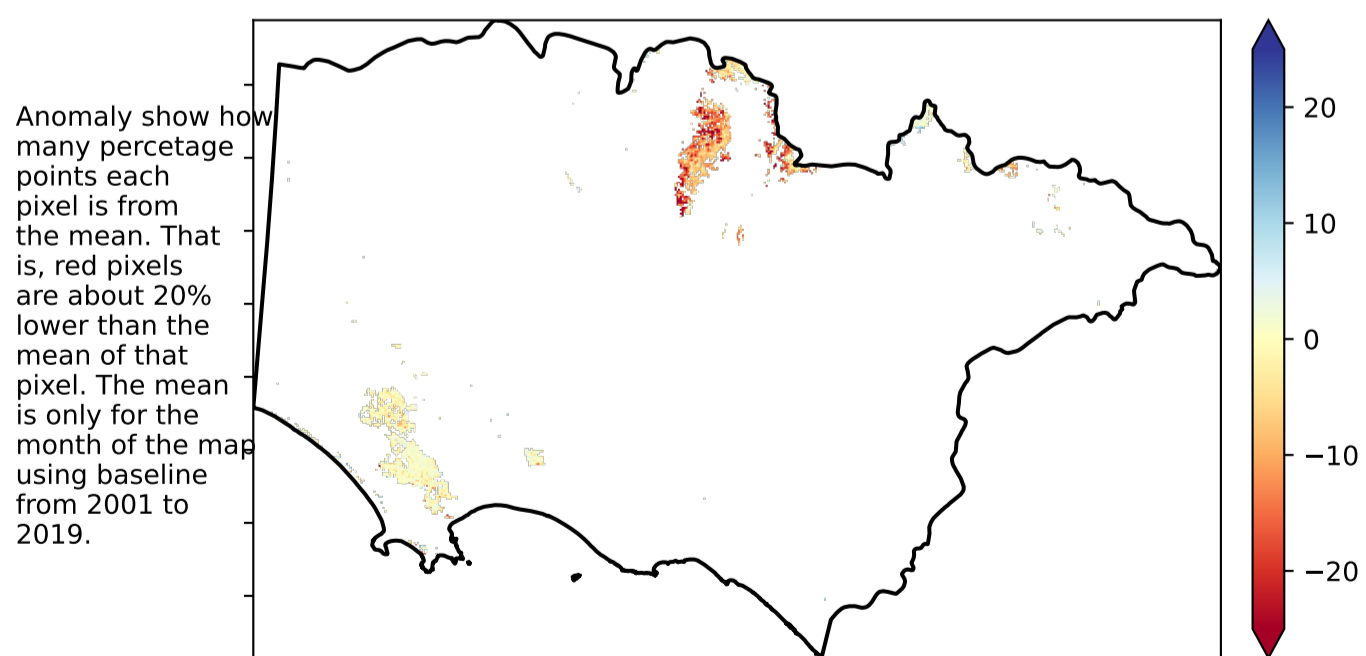 Anomaly show how
many percetage
points each
pixel is from
the mean. That
is, red pixels
are about 20%
lower than the
mean of that
pixel. The mean
is only for the
month of the map
using baseline
from 2001 to
2019.
20
10
0
−10
−20